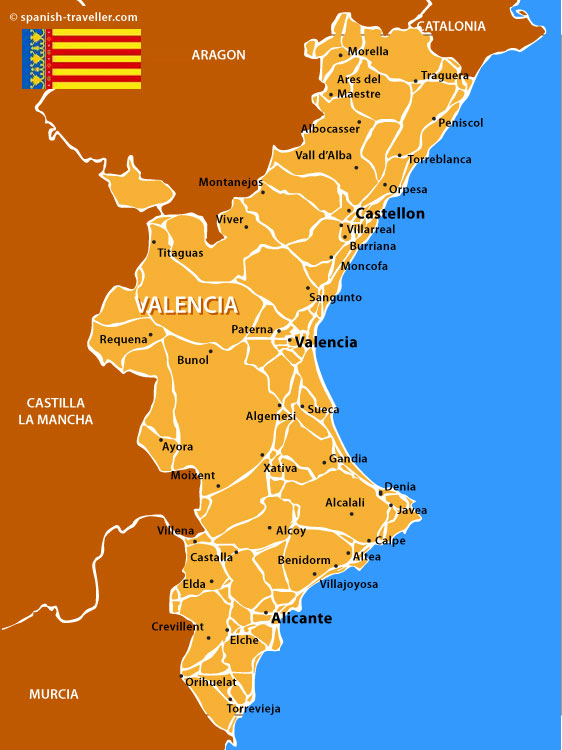 © spanish-traveller.com
CATALONIA
ARAGON
Morella
Traguera
Ares del
Maestre
Peniscol
Albocasser
Vall d'Alba
Torreblanca
Montanejos
Orpesa
Castellon
Viver
Villarreal
Burriana
Titaguas
Moncofa
Sangunto
VALENCIA
Paterna
Requena
Valencia
Bunol
CASTILLA
LA MANCHA
Algemesi
Sueca
Ayora
Gandia
Xativa
Moixent
Denia
Alcalali
Javea
Villena
Alcoy
Calpe
Castalla
Benidorm
Altea
Elda
Villajoyosa
Alicante
Crevillent
Elche
Orihuelat
MURCIA
Torrevieja